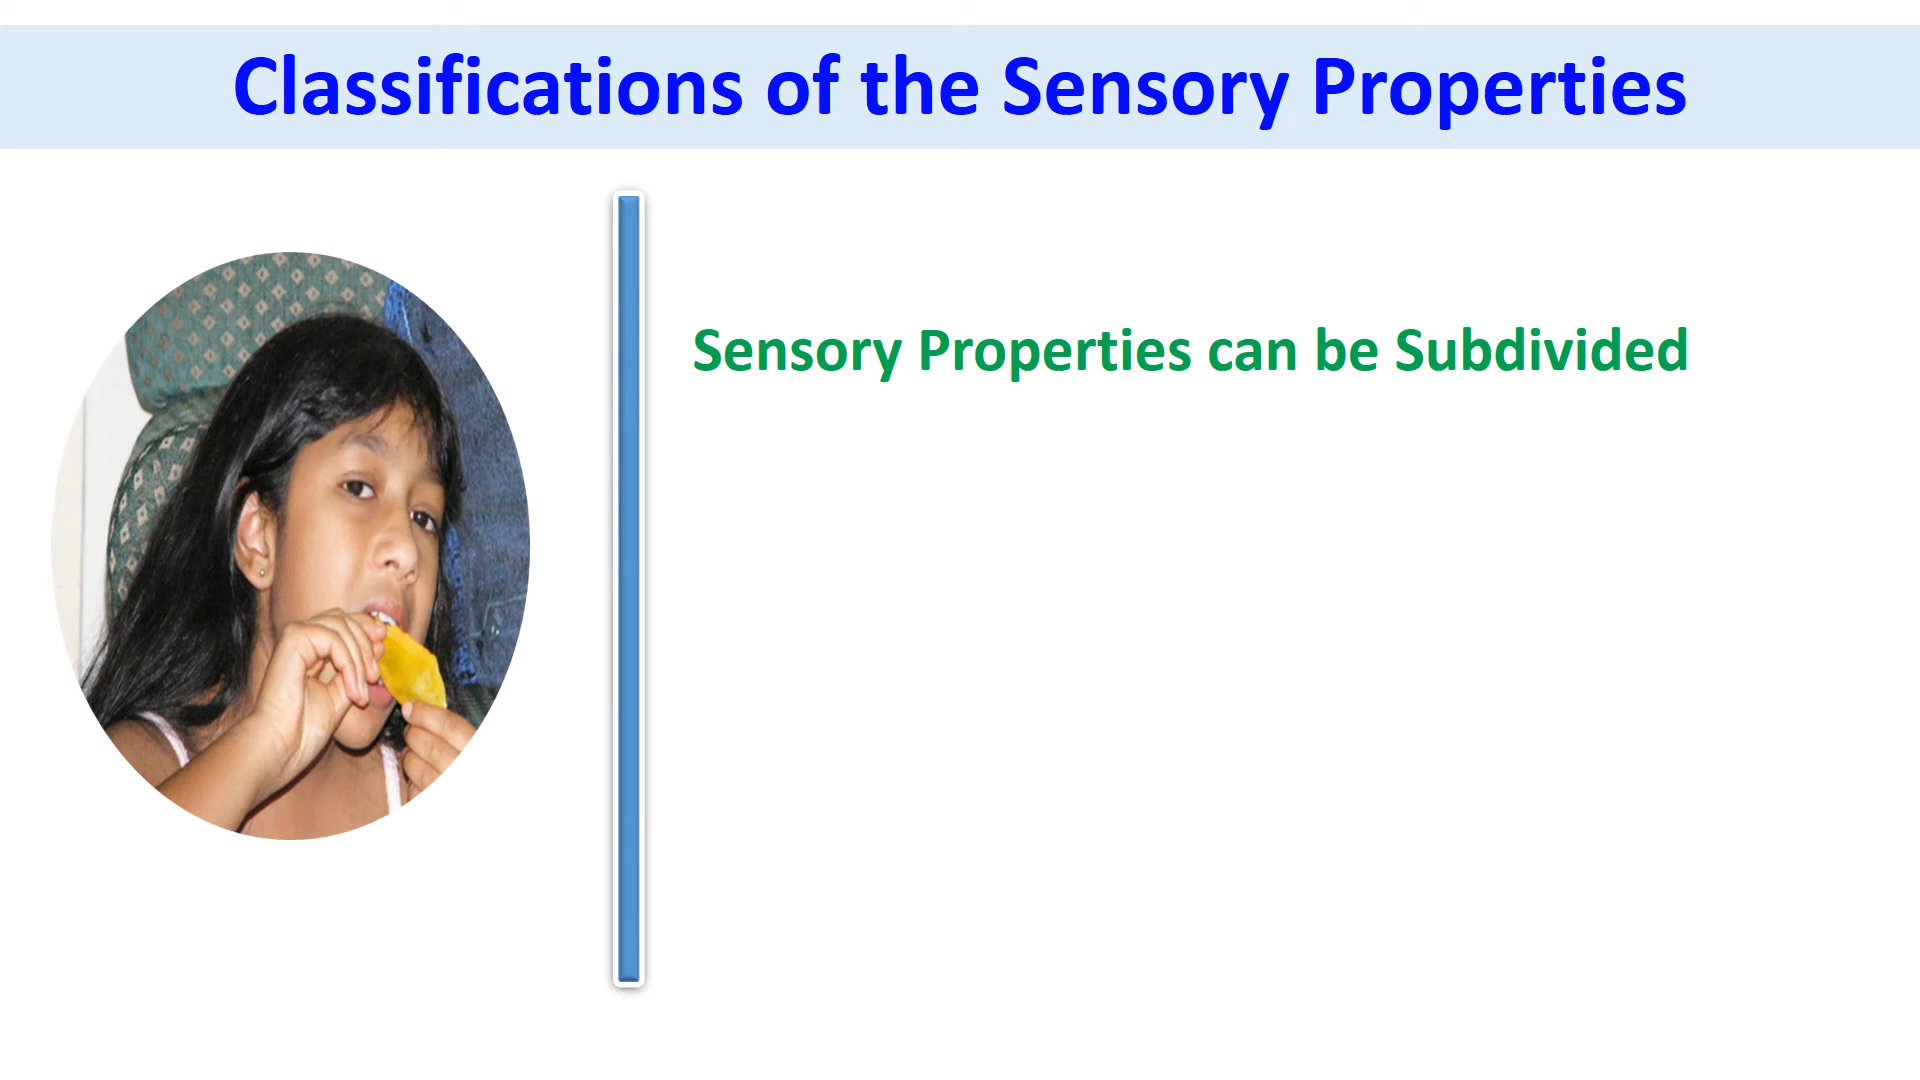 Classifications of the Sensory Properties
Sensory Properties can be Subdivided